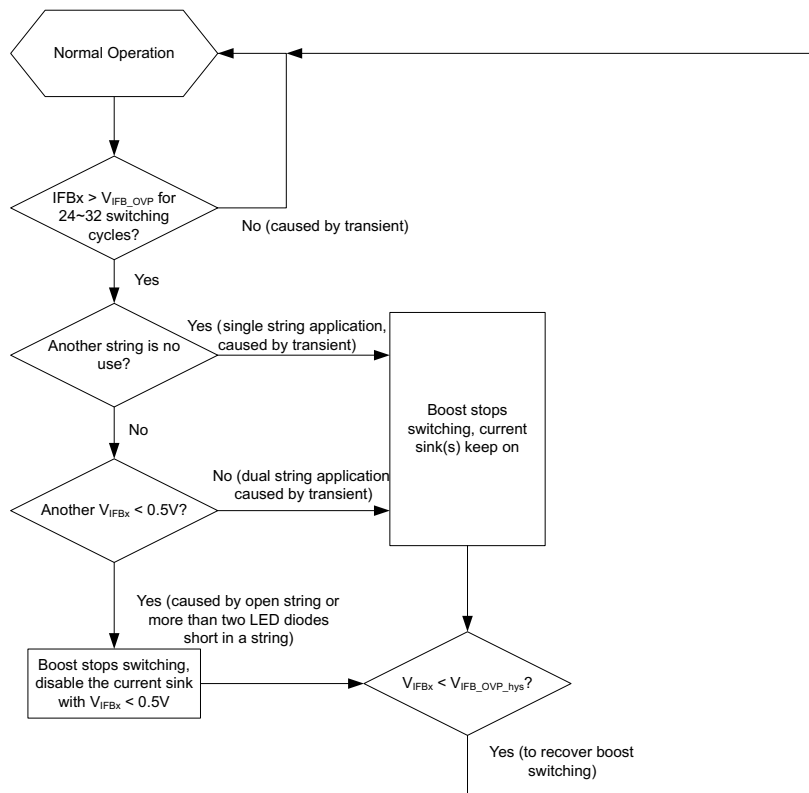 Normal Operation
IFBx > VIFB_OVP for
24~32 switching
cycles?
No (caused by transient)
Yes
Yes (single string application,
caused by transient)
Another string is no
use?
Boost stops
switching, current
sink(s) keep on
No
No (dual string application
caused by transient)
Another VIFBx < 0.5V?
Yes (caused by open string or
more than two LED diodes
short in a string)
Boost stops switching,
disable the current sink
with VIFBx < 0.5V
VIFBx < VIFB_OVP_hys?
Yes (to recover boost
switching)